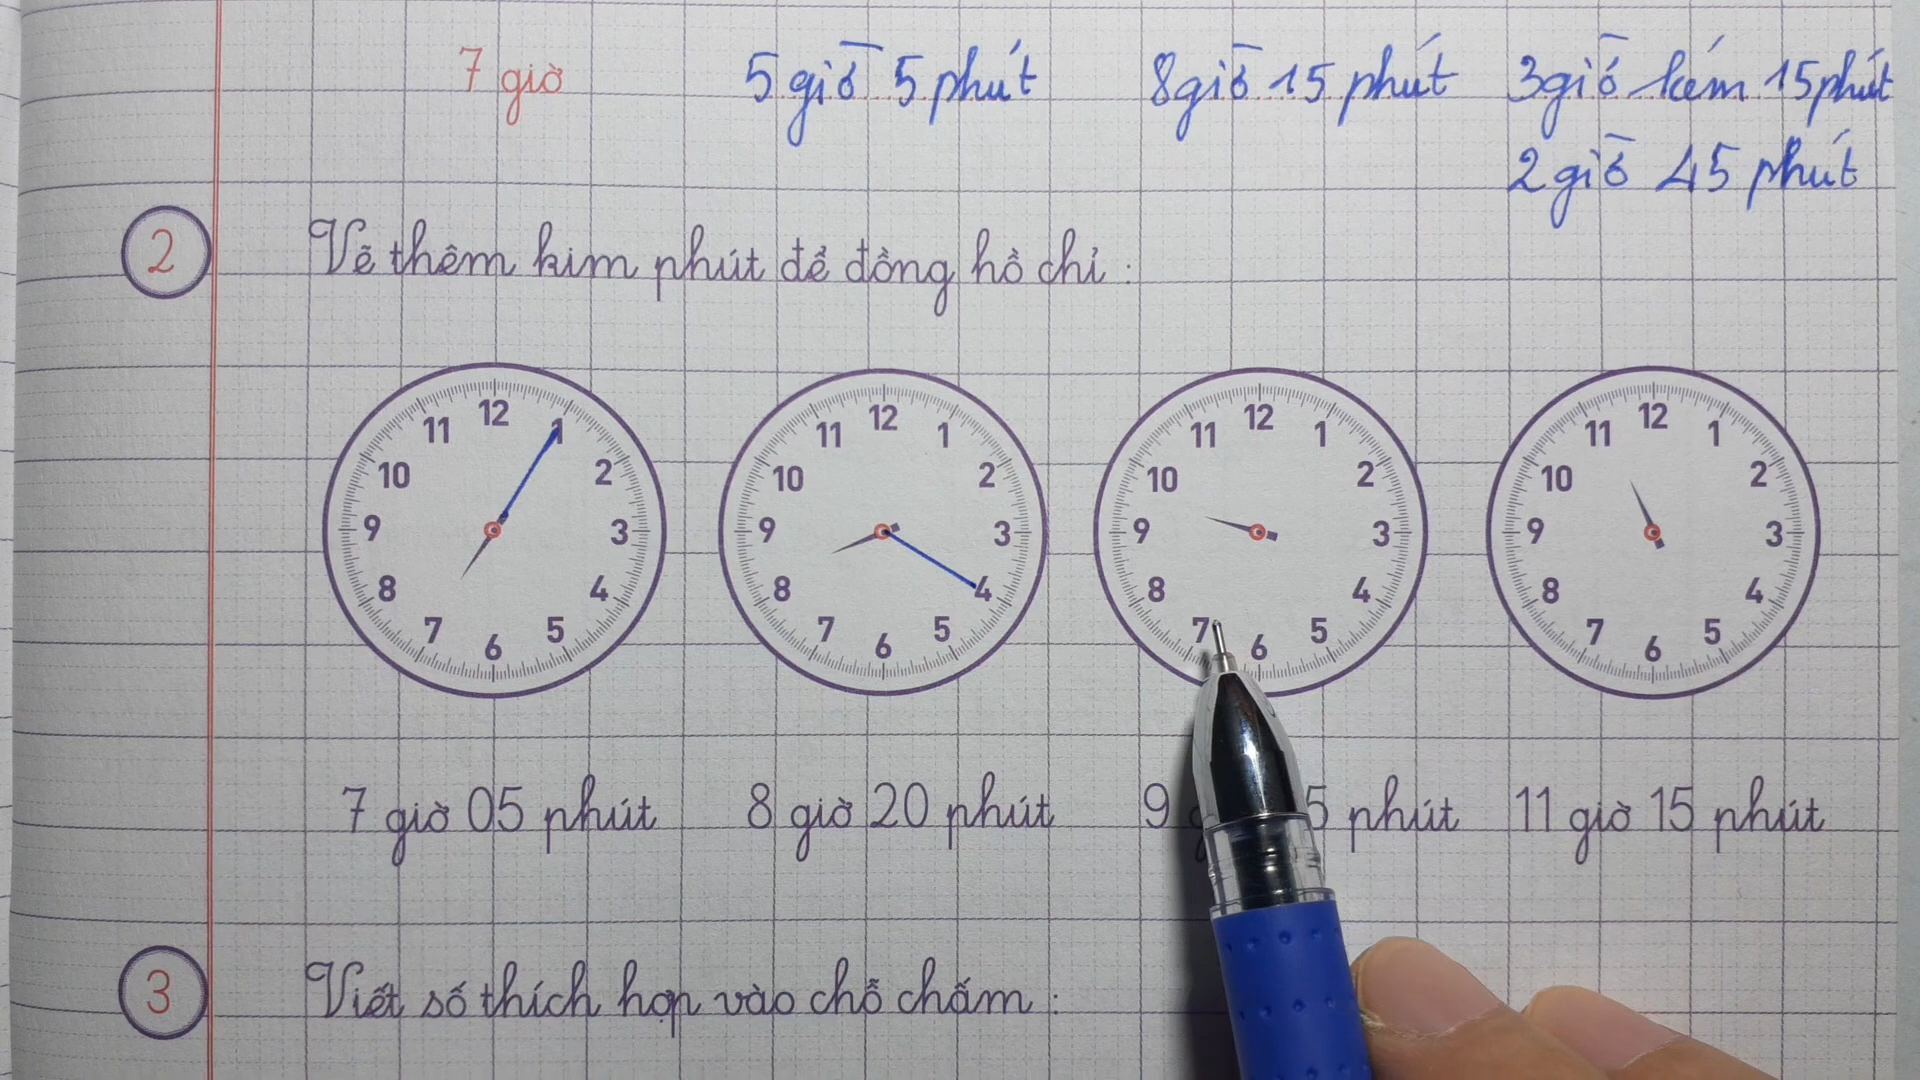 7 giờ 5 giờ 5 phút 8 giờ 15 phút 3 giờ kém 15 phút
2 giờ 45 phút
2 Vẽ thêm kim phút để đồng hồ chỉ :
12 1 2 3 4 5 6 7 8 9 10 11
12 1 2 3 4 5 6 7 8 9 10 11
12 1 2 3 4 5 6 7 8 9 10 11
12 1 2 3 4 5 6 7 8 9 10 11
7 giờ 05 phút 8 giờ 20 phút 9 5 phút 11 giờ 15 phút
3 Viết số thích hợp vào chỗ chấm :